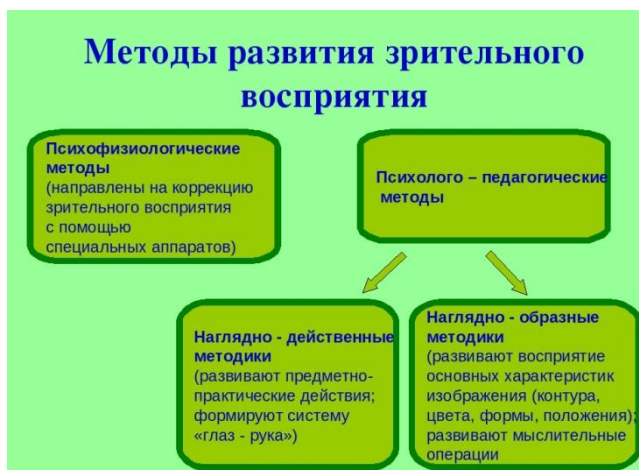 Методы развития зрительного
восприятия
Психофизиологические
методы
(направлены на коррекцию
зрительного восприятия
с помощью
специальных аппаратов)
Психолого – педагогические
методы
Наглядно - действенные
методики
(развивают предметно-
практические действия;
формируют систему
«глаз - рука»)
Наглядно - образные
методики
(развивают восприятие
основных характеристик
изображения (контура,
цвета, формы, положения);
развивают мыслительные
операции